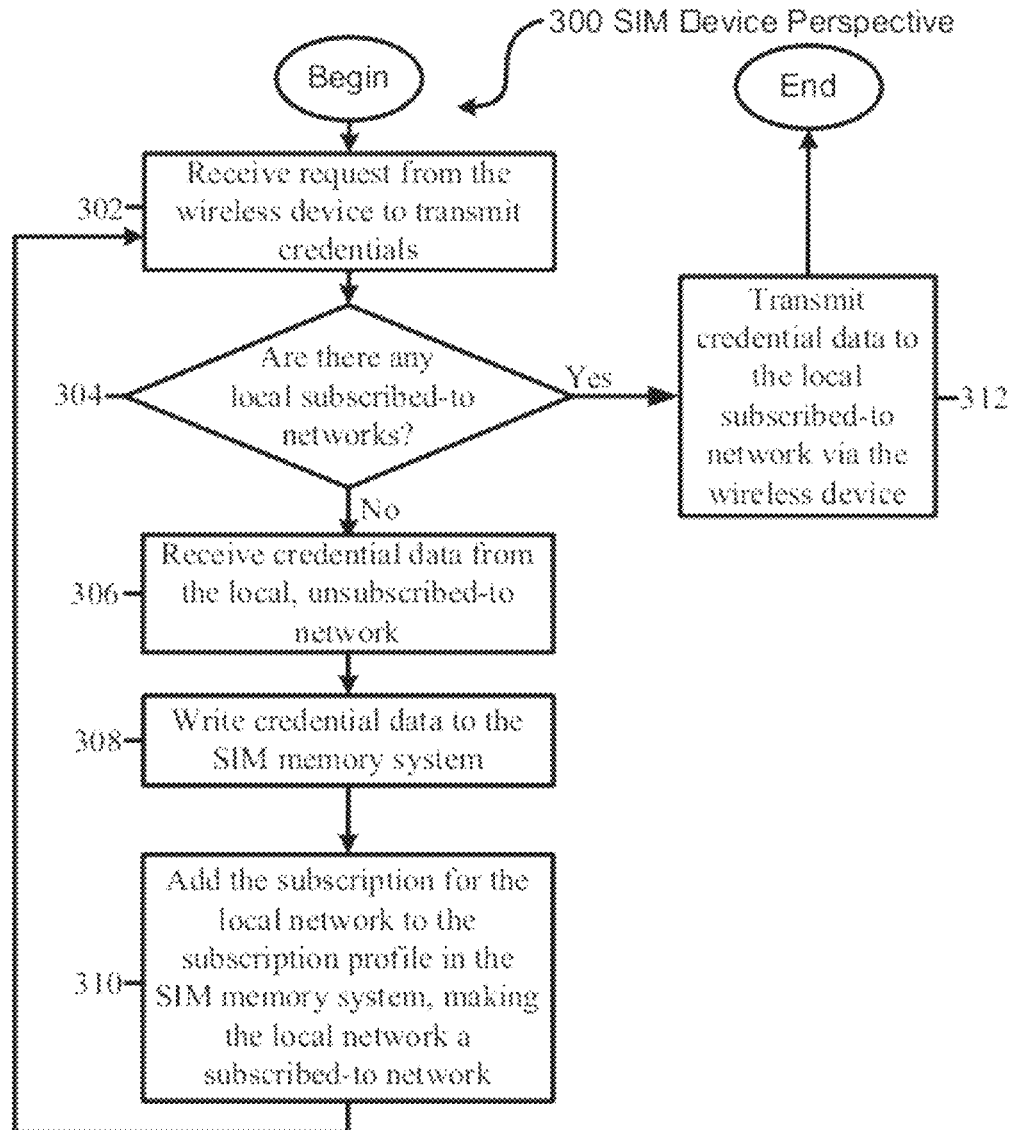 300 SIM Device Perspective
Begin
End
Receive request from the
wireless device to transmit
credentials
302
Are there any
local subscribed-to
networks?
304
Yes
No
Transmit
credential data to
the local
subscribed-to
network via the
wireless device
312
Receive credential data from
the local, unsubscribed-to
network
306
Write credential data to the
SIM memory system
308
Add the subscription for the
local network to the
subscription profile in the
SIM memory system, making
the local network a
subscribed-to network
310